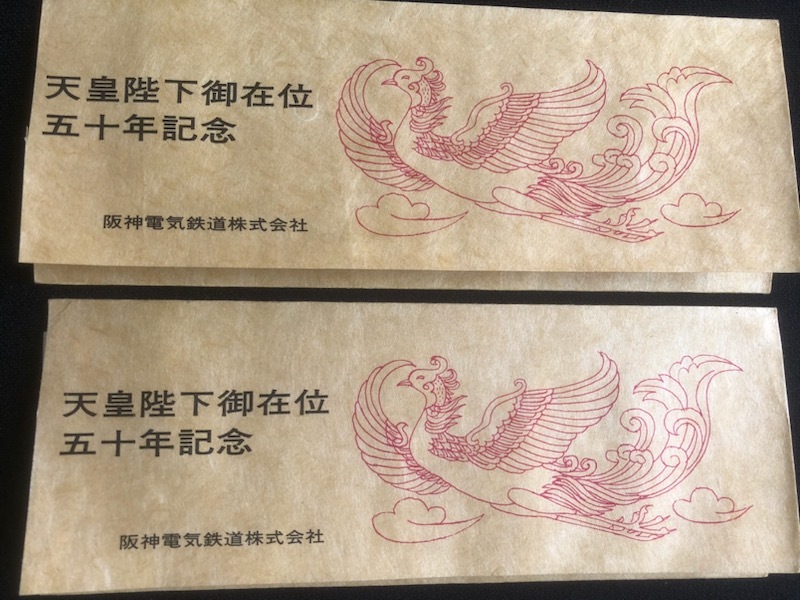 天皇陛下御在位
五十年記念
阪神電気鉄道株式会社
天皇陛下御在位
五十年記念
阪神電気鉄道株式会社